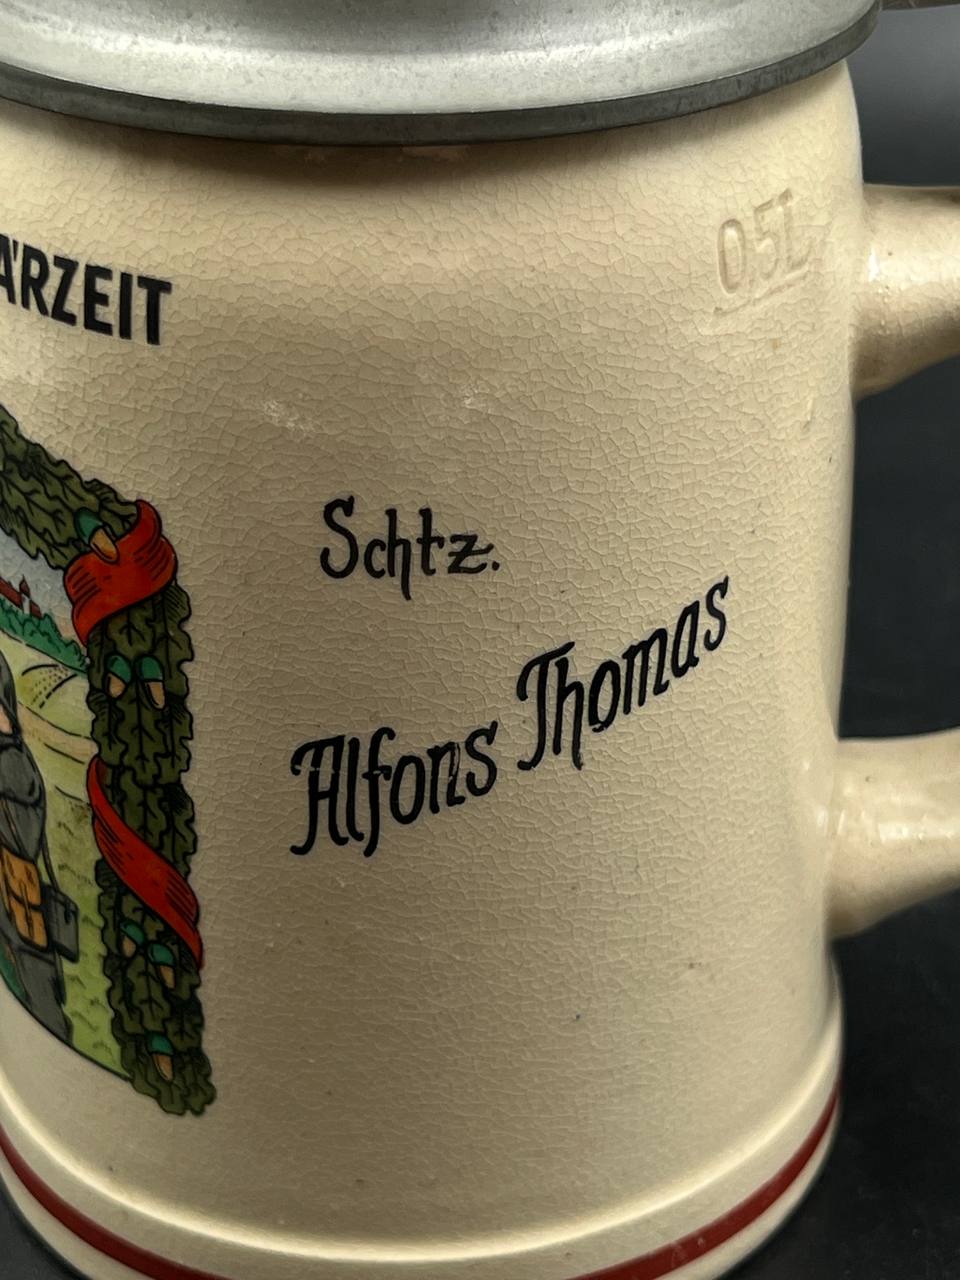 ÄRZEIT
0,5L
Schtz.
Alfons Thomas